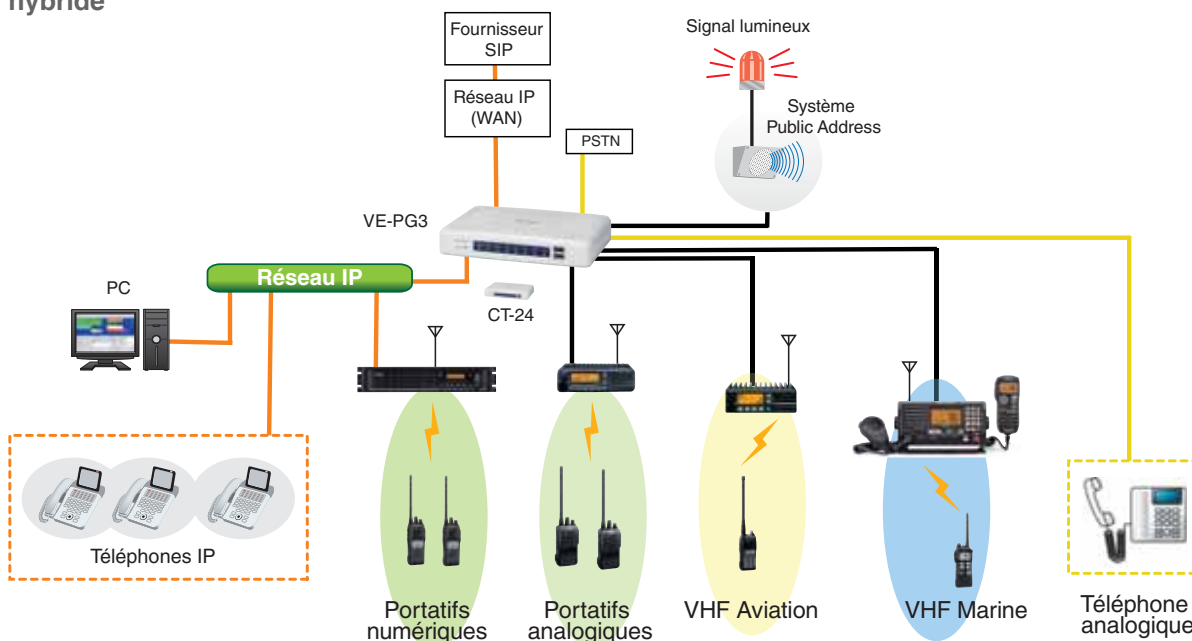 hybride
Fournisseur
SIP
Signal lumineux
Réseau IP
(WAN)
Système
Public Address
PSTN
VE-PG3
Réseau IP
PC
CT-24
Téléphones IP
Portatifs
numériques
Portatifs
analogiques
VHF Aviation
VHF Marine
Téléphone
analogique